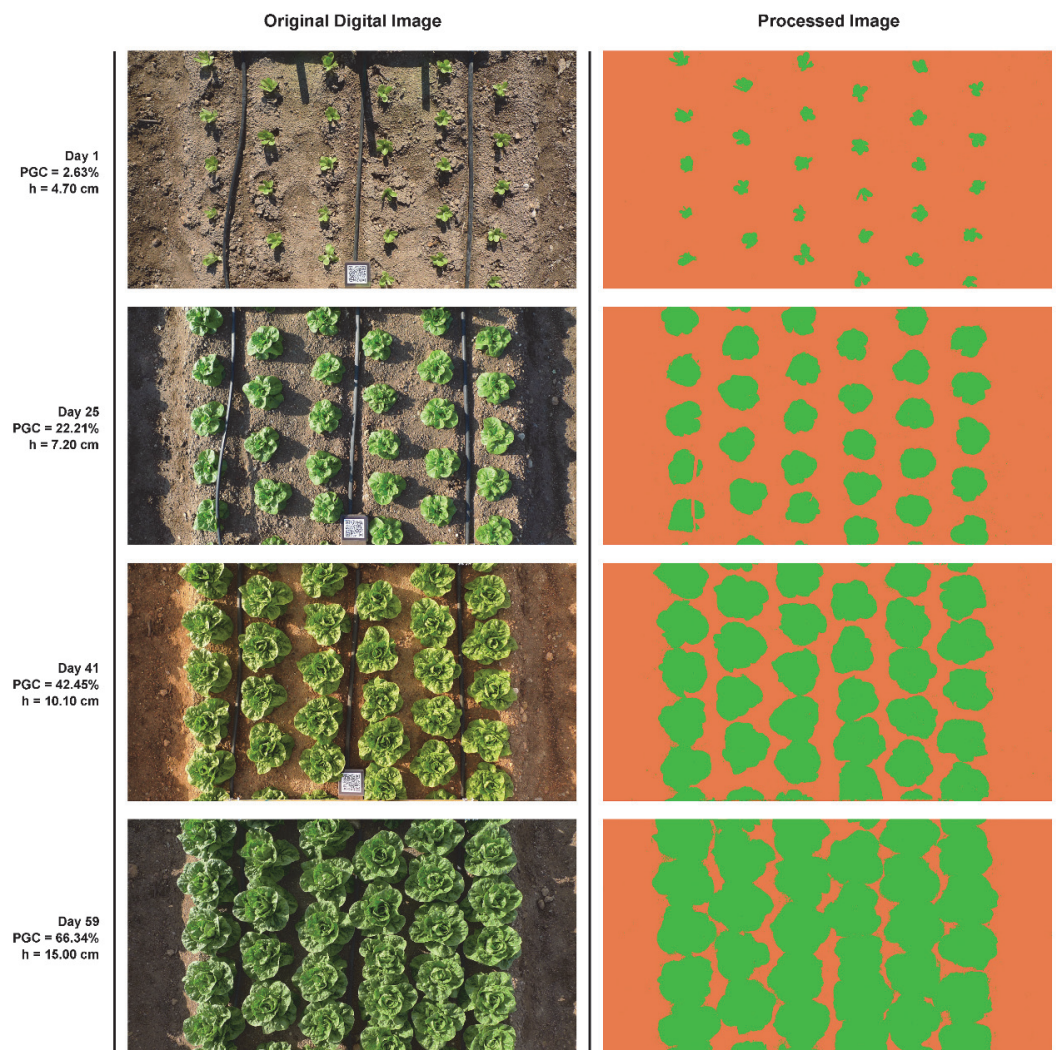 Original Digital Image
Processed Image
Day 1
PGC = 2.63%
h = 4.70 cm
Day 25
PGC = 22.21%
h = 7.20 cm
Day 41
PGC = 42.45%
h = 10.10 cm
Day 59
PGC = 66.34%
h = 15.00 cm